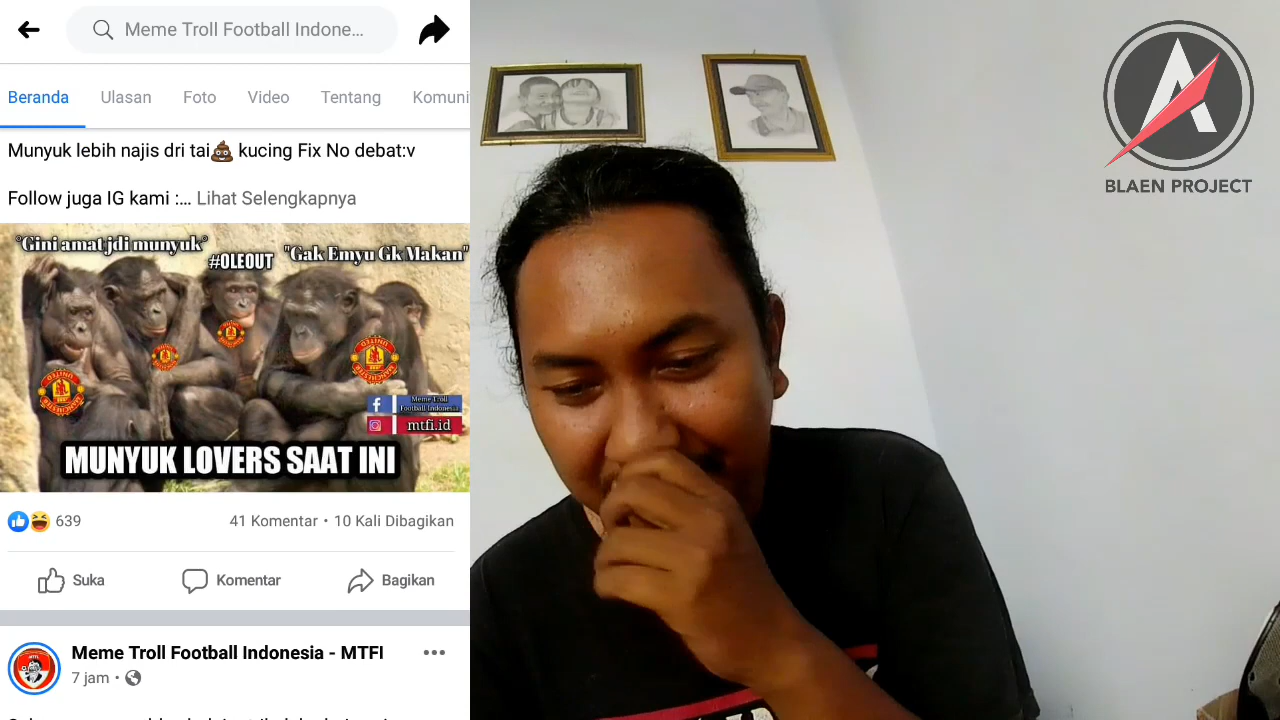 Meme Troll Football Indone...
Beranda
Ulasan
Foto
Video
Tentang
Komuni
Munyuk lebih najis dri tai💩 kucing Fix No debat:v
Follow juga IG kami :... Lihat Selengkapnya
"Gini amat jdi munyuk"
#OLEOUT
"Gak Emyu Gk Makan"
Meme Troll
Football Indonesia
mtfi.id
MUNYUK LOVERS SAAT INI
639
41 Komentar • 10 Kali Dibagikan
Suka
Komentar
Bagikan
Meme Troll Football Indonesia - MTFI
7 jam •
A
BLAEN PROJECT